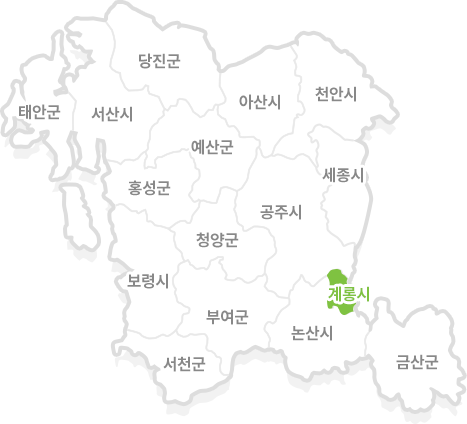 당진군
천안시
아산시
태안군
서산시
예산군
세종시
홍성군
공주시
청양군
보령시
계롱시
부여군
논산시
서천군
금산군